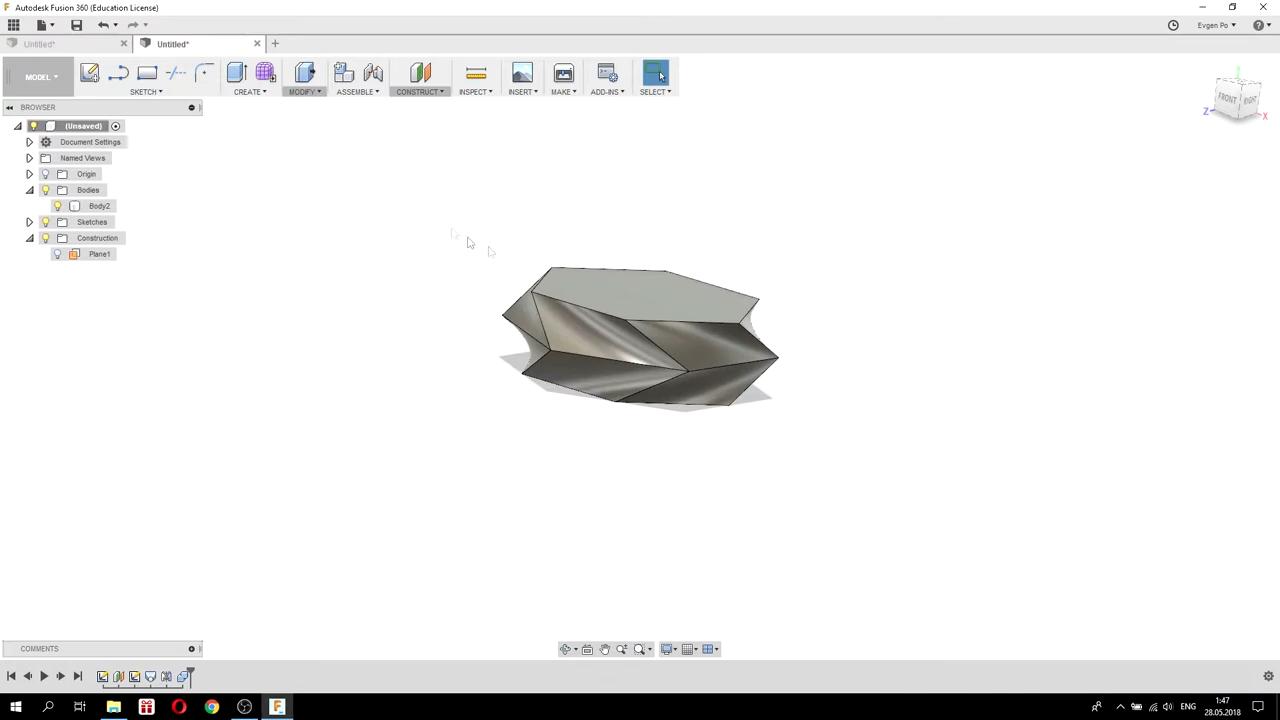 Autodesk Fusion 360 (Education License)
Evgen Po
Untitled*
Untitled*
MODEL
SKETCH
CREATE
MODIFY
ASSEMBLE
CONSTRUCT
INSPECT
INSERT
MAKE
ADD-INS
SELECT
BROWSER
(Unsaved)
Document Settings
Named Views
Origin
Bodies
Body2
Sketches
Construction
Plane1
FRONT
RIGHT
Z
X
COMMENTS
ENG
1:47
28.05.2018